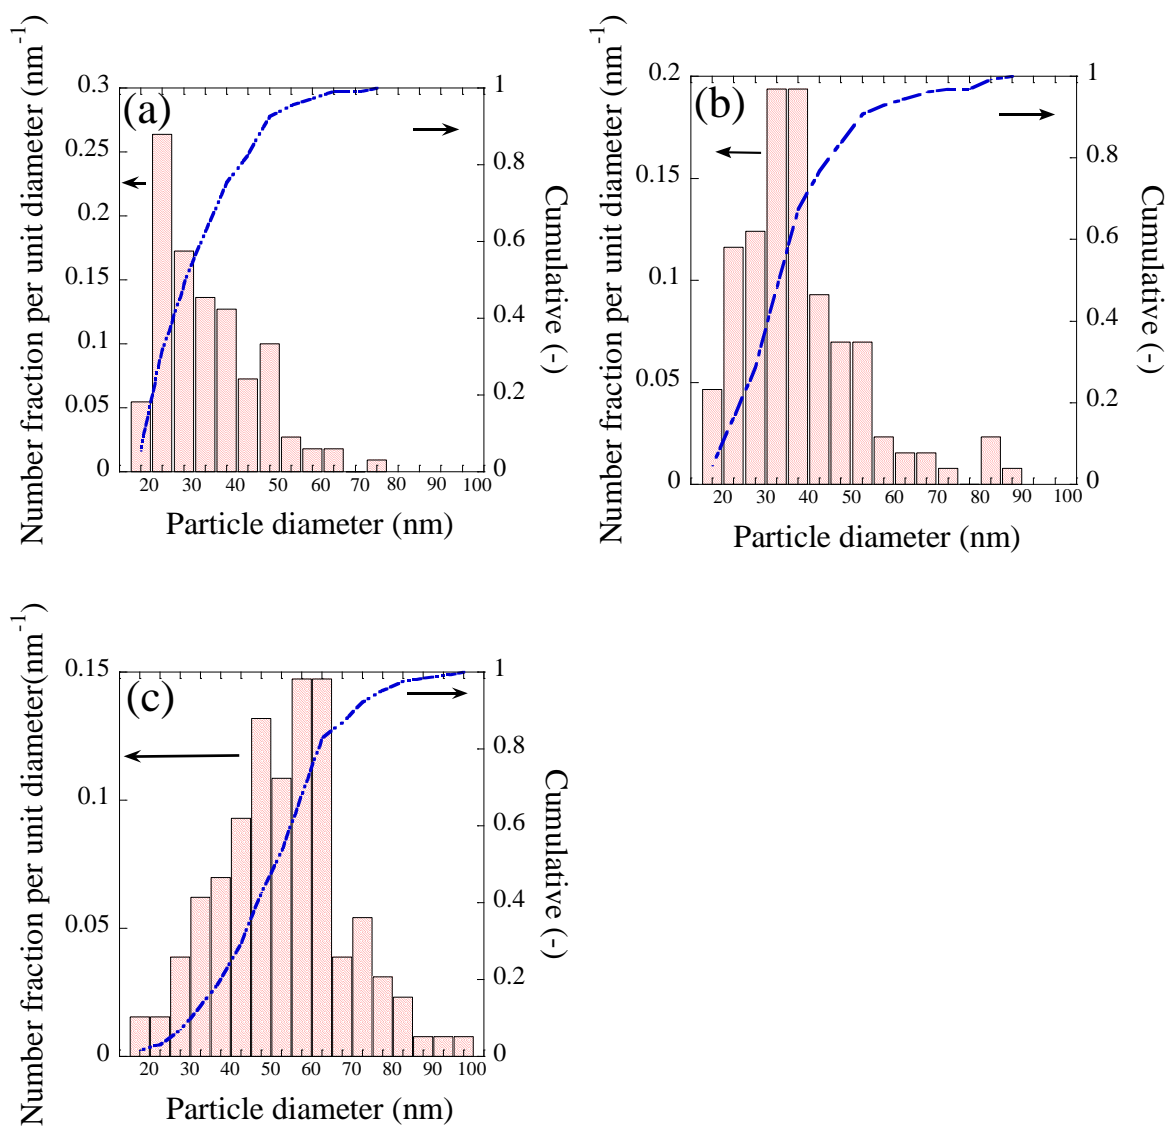 Number fraction per unit diameter (nm-1)
(a)
0.3
0.25
0.2
0.15
0.1
0.05
0
1
0.8
0.6
0.4
0.2
0
Cumulative (-)
20 30 40 50 60 70 80 90 100
Particle diameter (nm)
Number fraction per unit diameter (nm-1)
(b)
0.2
0.15
0.1
0.05
0
1
0.8
0.6
0.4
0.2
0
Cumulative (-)
20 30 40 50 60 70 80 90 100
Particle diameter (nm)
Number fraction per unit diameter(nm-1)
(c)
0.15
0.1
0.05
0
1
0.8
0.6
0.4
0.2
0
Cumulative (-)
20 30 40 50 60 70 80 90 100
Particle diameter (nm)